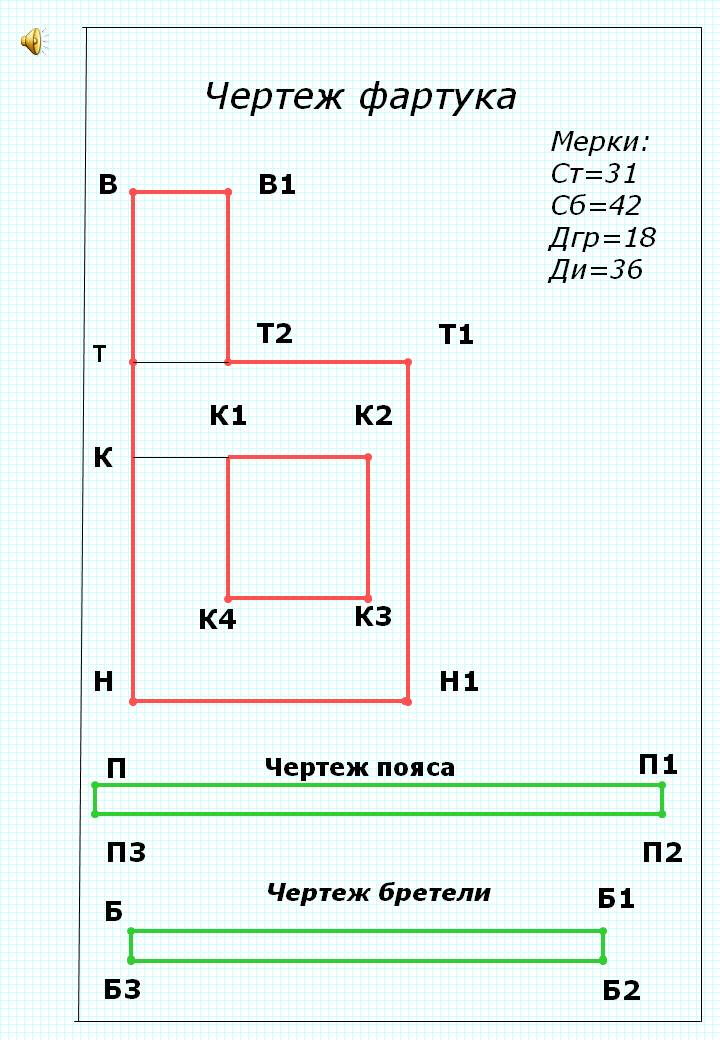 Чертеж фартука
Мерки:
Ст=31
Сб=42
Дгр=18
Ди=36
В В1
Т Т2 Т1
К К1 К2
К4 К3
Н Н1
П Чертеж пояса П1
П3 П2
Б Чертеж бретели Б1
Б3 Б2